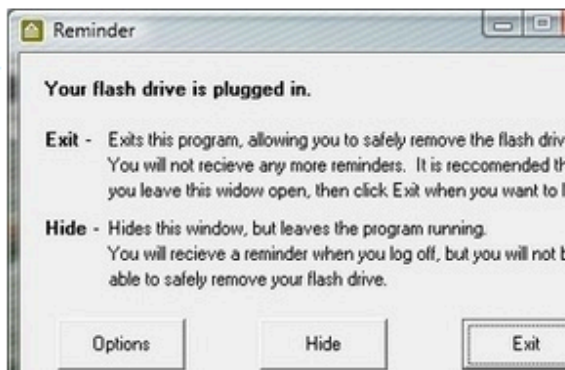 Reminder
Your flash drive is plugged in.
Exit - Exits this program, allowing you to safely remove the flash driv
You will not recieve any more reminders. It is reccomended th
you leave this widow open, then click Exit when you want to l
Hide - Hides this window, but leaves the program running.
You will recieve a reminder when you log off, but you will not b
able to safely remove your flash drive.
Options Hide Exit